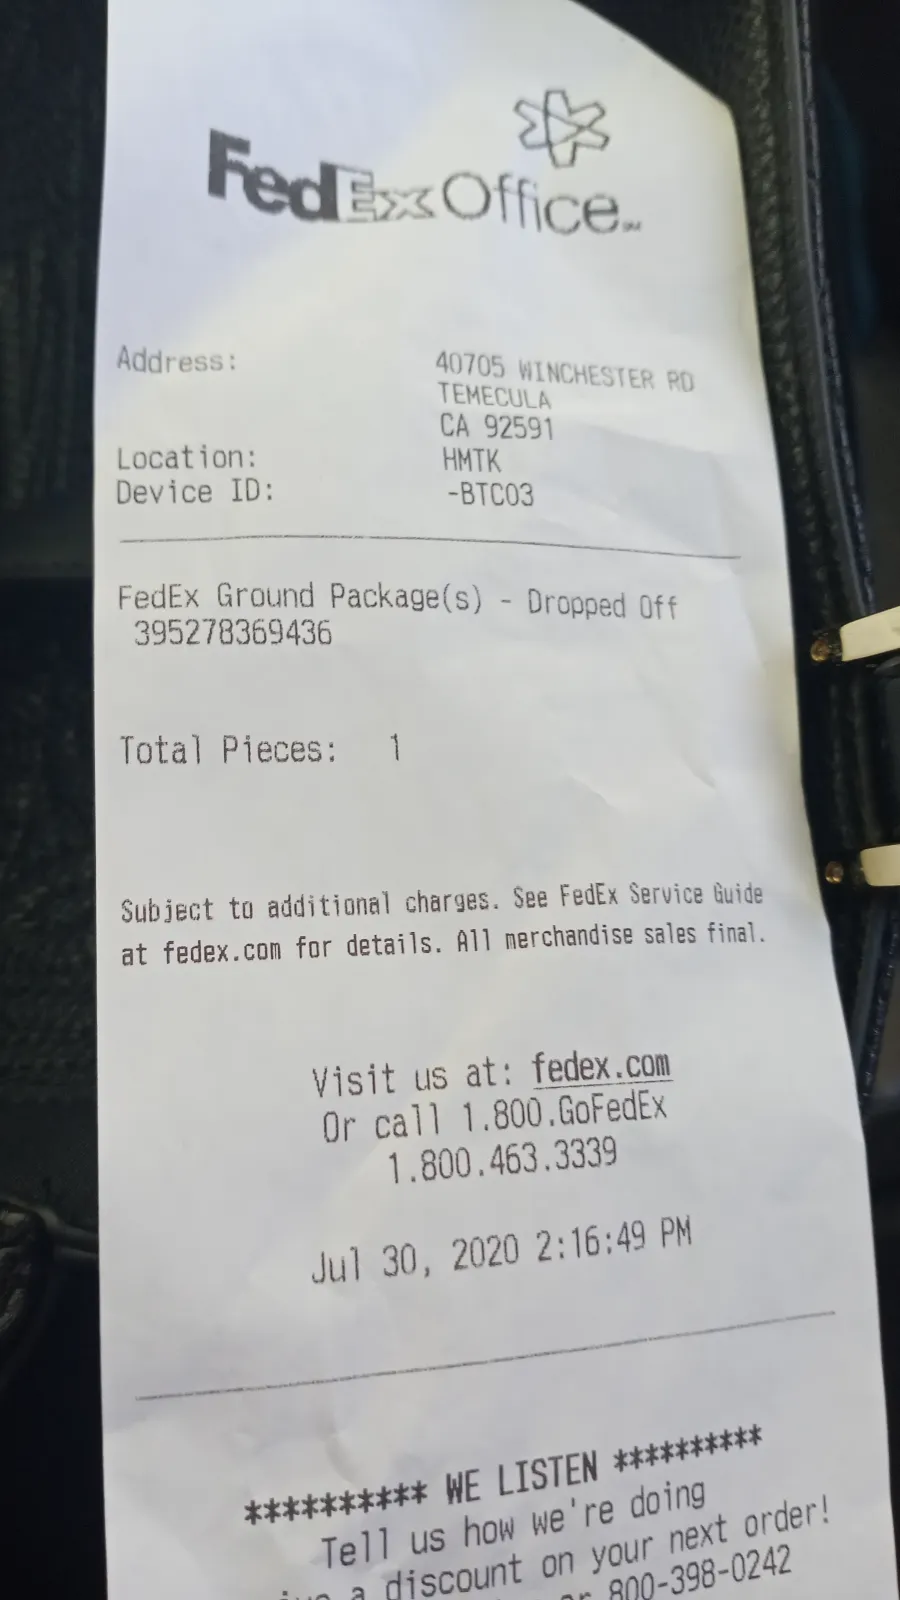 FedEx Office SM
Address: 40705 WINCHESTER RD
TEMECULA
CA 92591
Location: HMTK
Device ID: -BTC03
FedEx Ground Package(s) - Dropped Off
395278369436
Total Pieces: 1
Subject to additional charges. See FedEx Service Guide
at fedex.com for details. All merchandise sales final.
Visit us at: fedex.com
Or call 1.800.GoFedEx
1.800.463.3339
Jul 30, 2020 2:16:49 PM
********** WE LISTEN **********
Tell us how we're doing
a discount on your next order!
or 800-398-0242